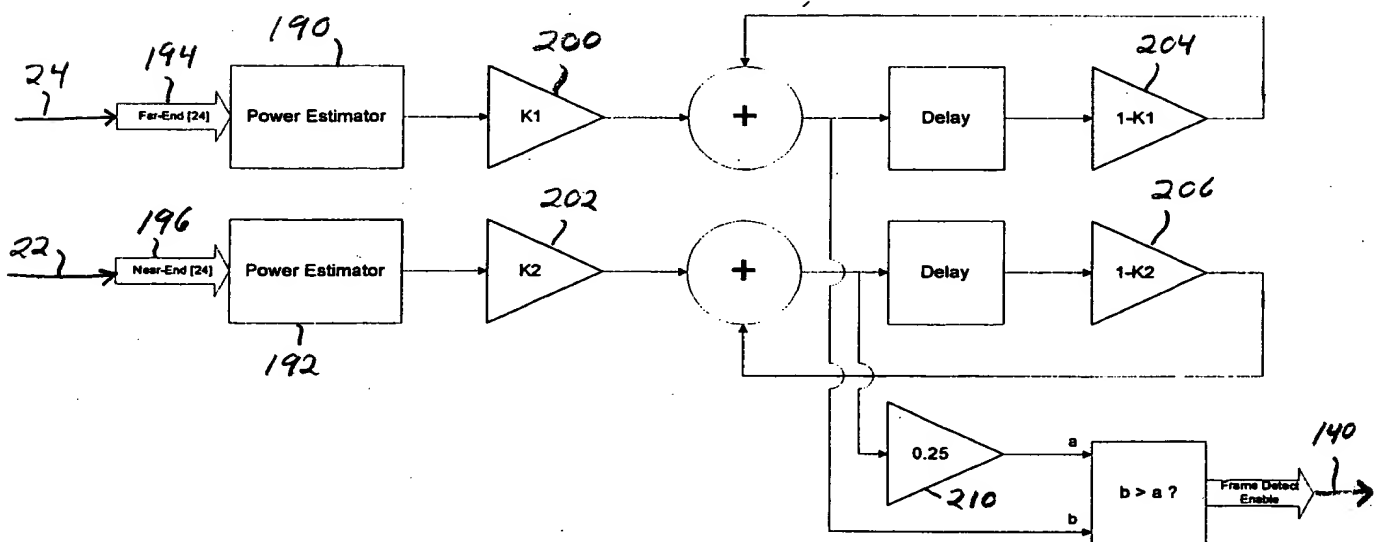 190
200
204
24
194
Far-End [24]
Power Estimator
K1
+
Delay
1-K1
202
206
22
196
Near-End [24]
Power Estimator
K2
+
Delay
1-K2
192
0.25
a
140
b > a ?
Frame Detect
Enable
210
b